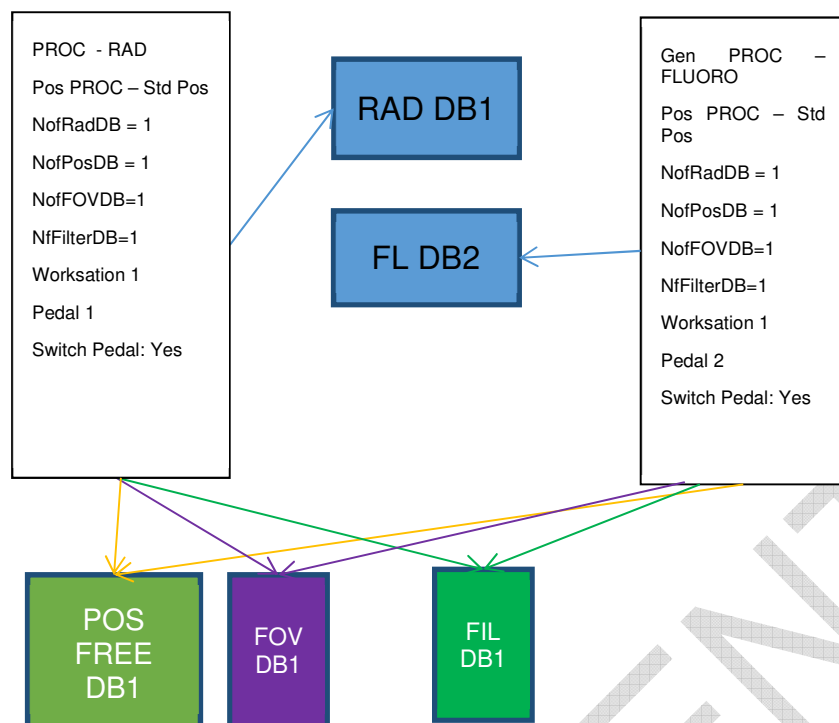 PROC - RAD
Pos PROC – Std Pos
NofRadDB = 1
NofPosDB = 1
NofFOVDB=1
NfFilterDB=1
Worksation 1
Pedal 1
Switch Pedal: Yes
RAD DB1
FL DB2
Gen PROC –
FLUORO
Pos PROC – Std
Pos
NofRadDB = 1
NofPosDB = 1
NofFOVDB=1
NfFilterDB=1
Worksation 1
Pedal 2
Switch Pedal: Yes
POS
FREE
DB1
FOV
DB1
FIL
DB1